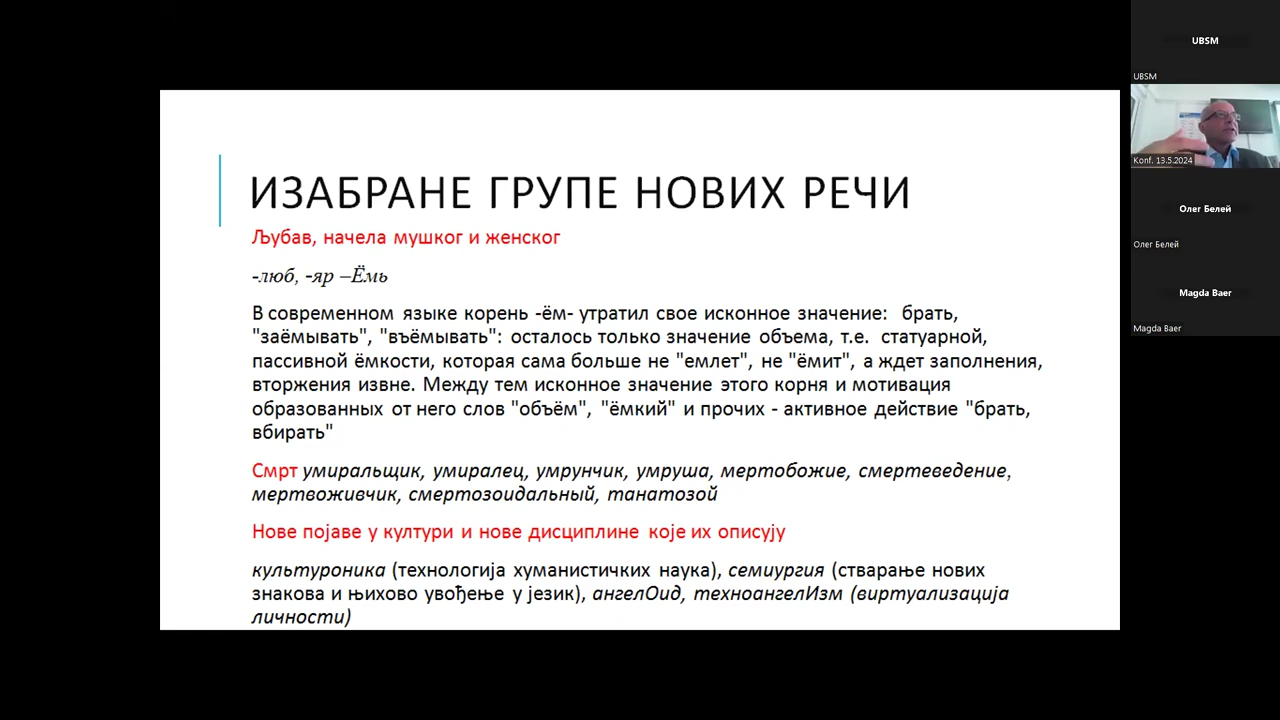 ИЗАБРАНЕ ГРУПЕ НОВИХ РЕЧИ
Љубав, начела мушког и женског
-люб, -яр –Ёмь
В современном языке корень -ём- утратил свое исконное значение: брать,
"заёмывать", "въёмывать": осталось только значение объема, т.е. статуарной,
пассивной ёмкости, которая сама больше не "емлет", не "ёмит", а ждет заполнения,
вторжения извне. Между тем исконное значение этого корня и мотивация
образованных от него слов "объём", "ёмкий" и прочих - активное действие "брать,
вбирать"
Смрт умиральщик, умиралец, умрунчик, умруша, мертобожие, смертеведение,
мертвоживчик, смертозоидальный, танатозой
Нове појаве у култури и нове дисциплине које их описују
культуроника (технологија хуманистичких наука), семиургия (стварање нових
знакова и њихово увођење у језик), ангелОид, техноангелИзм (виртуализација
личности)
UBSM
UBSM
Konf. 13.5.2024
Олег Белей
Олег Белей
Magda Baer
Magda Baer